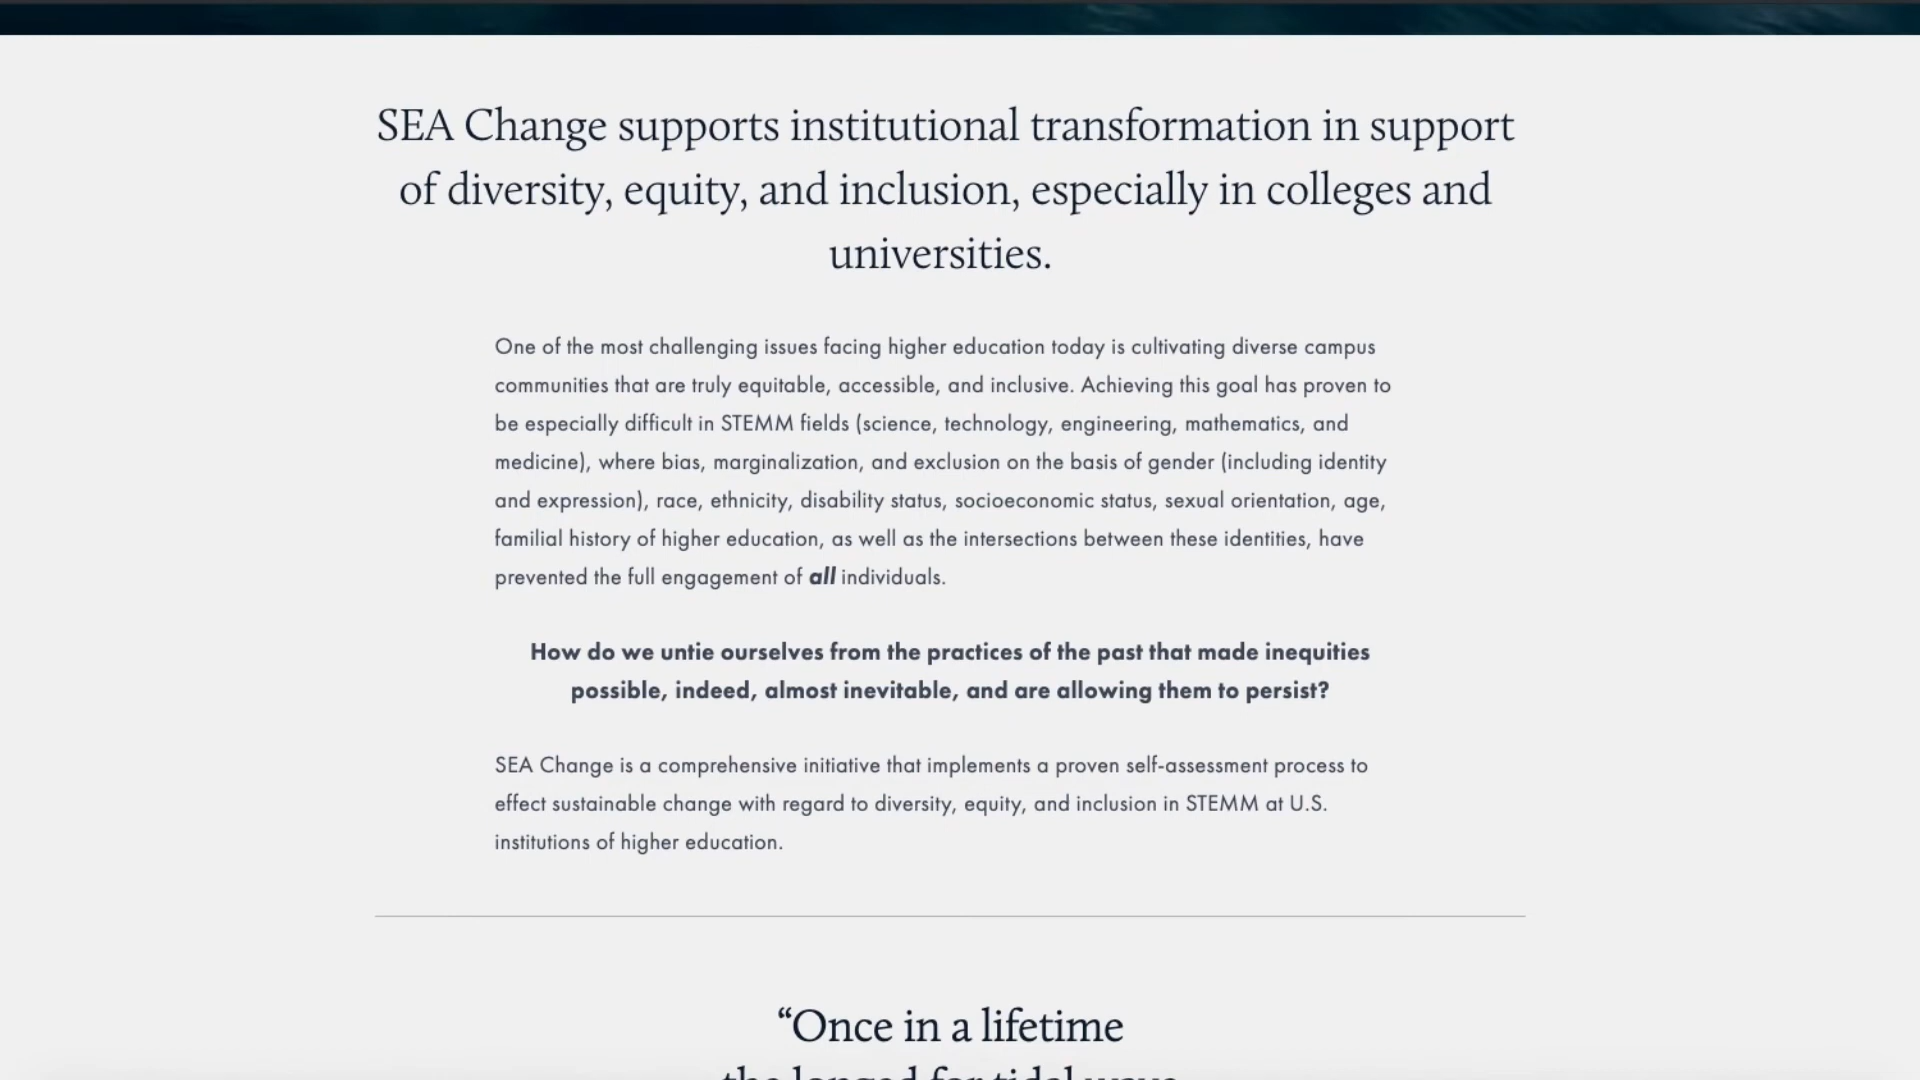 SEA Change supports institutional transformation in support
of diversity, equity, and inclusion, especially in colleges and
universities.
One of the most challenging issues facing higher education today is cultivating diverse campus
communities that are truly equitable, accessible, and inclusive. Achieving this goal has proven to
be especially difficult in STEMM fields (science, technology, engineering, mathematics, and
medicine), where bias, marginalization, and exclusion on the basis of gender (including identity
and expression), race, ethnicity, disability status, socioeconomic status, sexual orientation, age,
familial history of higher education, as well as the intersections between these identities, have
prevented the full engagement of all individuals.
How do we untie ourselves from the practices of the past that made inequities
possible, indeed, almost inevitable, and are allowing them to persist?
SEA Change is a comprehensive initiative that implements a proven self-assessment process to
effect sustainable change with regard to diversity, equity, and inclusion in STEMM at U.S.
institutions of higher education.
“Once in a lifetime
the longed for tidal wave